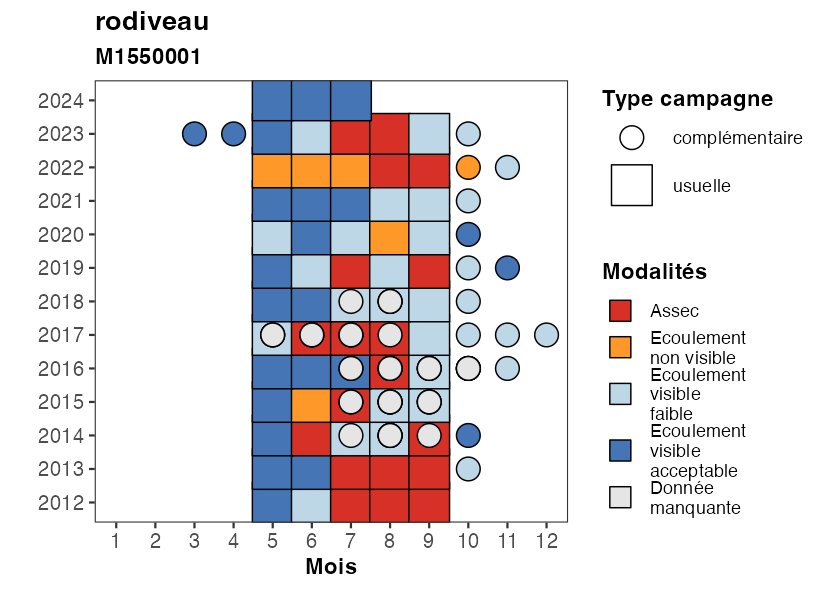 rodiveau
M1550001
2024
2023
2022
2021
2020
2019
2018
2017
2016
2015
2014
2013
2012
1 2 3 4 5 6 7 8 9 10 11 12
Mois
Type campagne
complémentaire
usuelle
Modalités
Assec
Ecoulement
non visible
Ecoulement
visible
faible
Ecoulement
visible
acceptable
Donnée
manquante